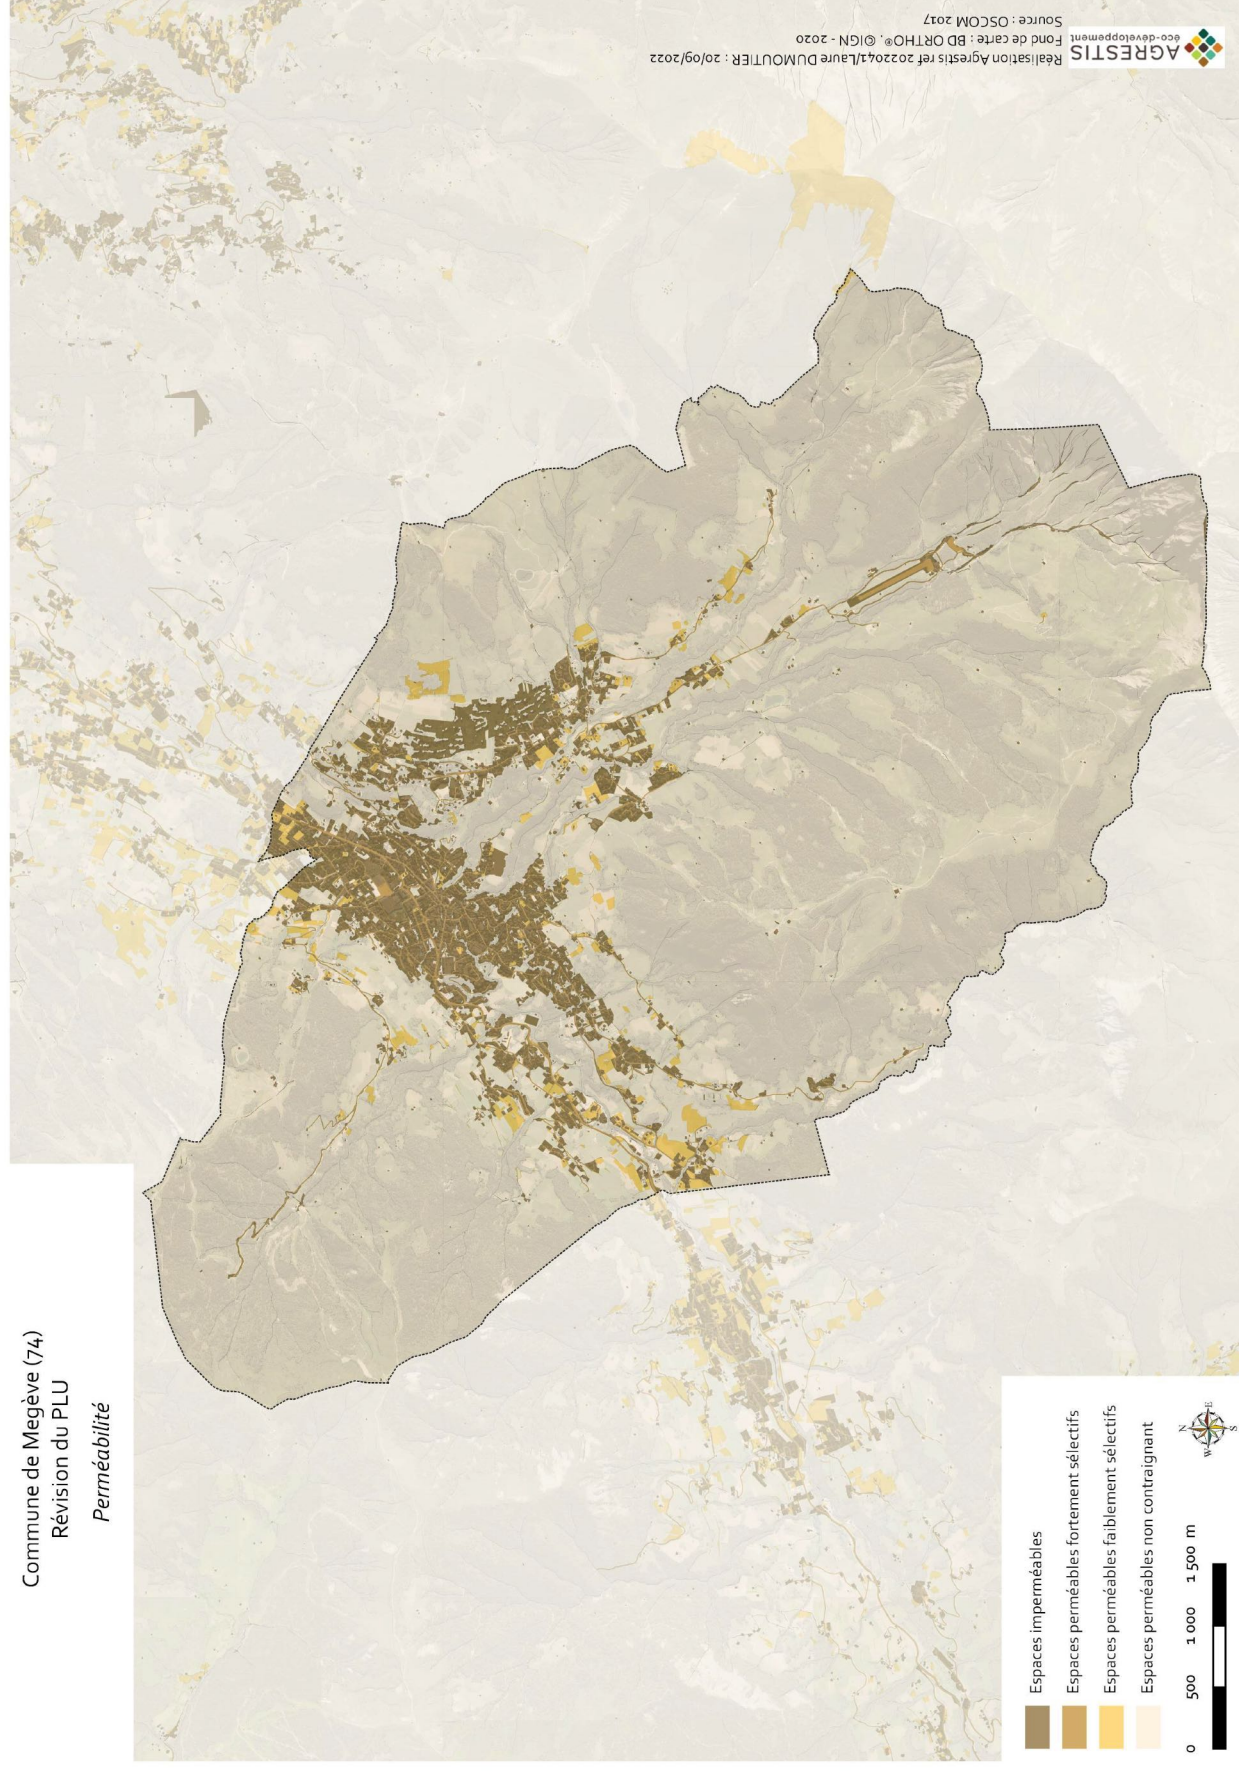 Commune de Megève (74)
Révision du PLU
Perméabilité
Espaces imperméables
Espaces perméables fortement sélectifs
Espaces perméables faiblement sélectifs
Espaces perméables non contraignant
0 500 1 000 1 500 m
N
W E
S
AGRESTIS
éco-développement
Réalisation Agrestis ref 2022041/Laure DUMOUTIER : 20/09/2022
Fond de carte : BD ORTHO®, ©IGN - 2020
Source : OSCOM 2017